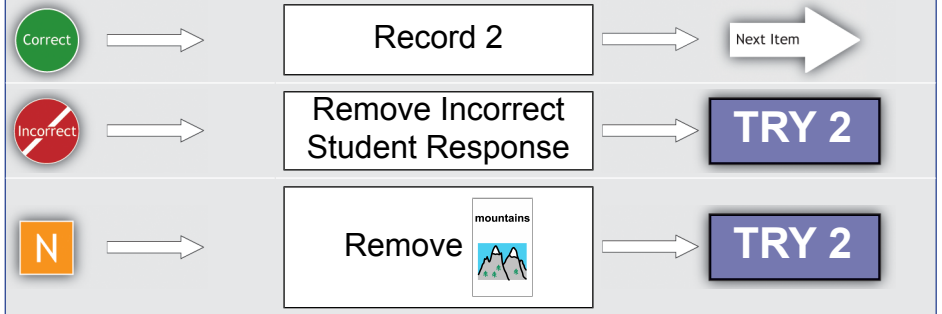 Correct
Record 2
Next Item
Incorrect
Remove Incorrect
Student Response
TRY 2
N
Remove
mountains
TRY 2